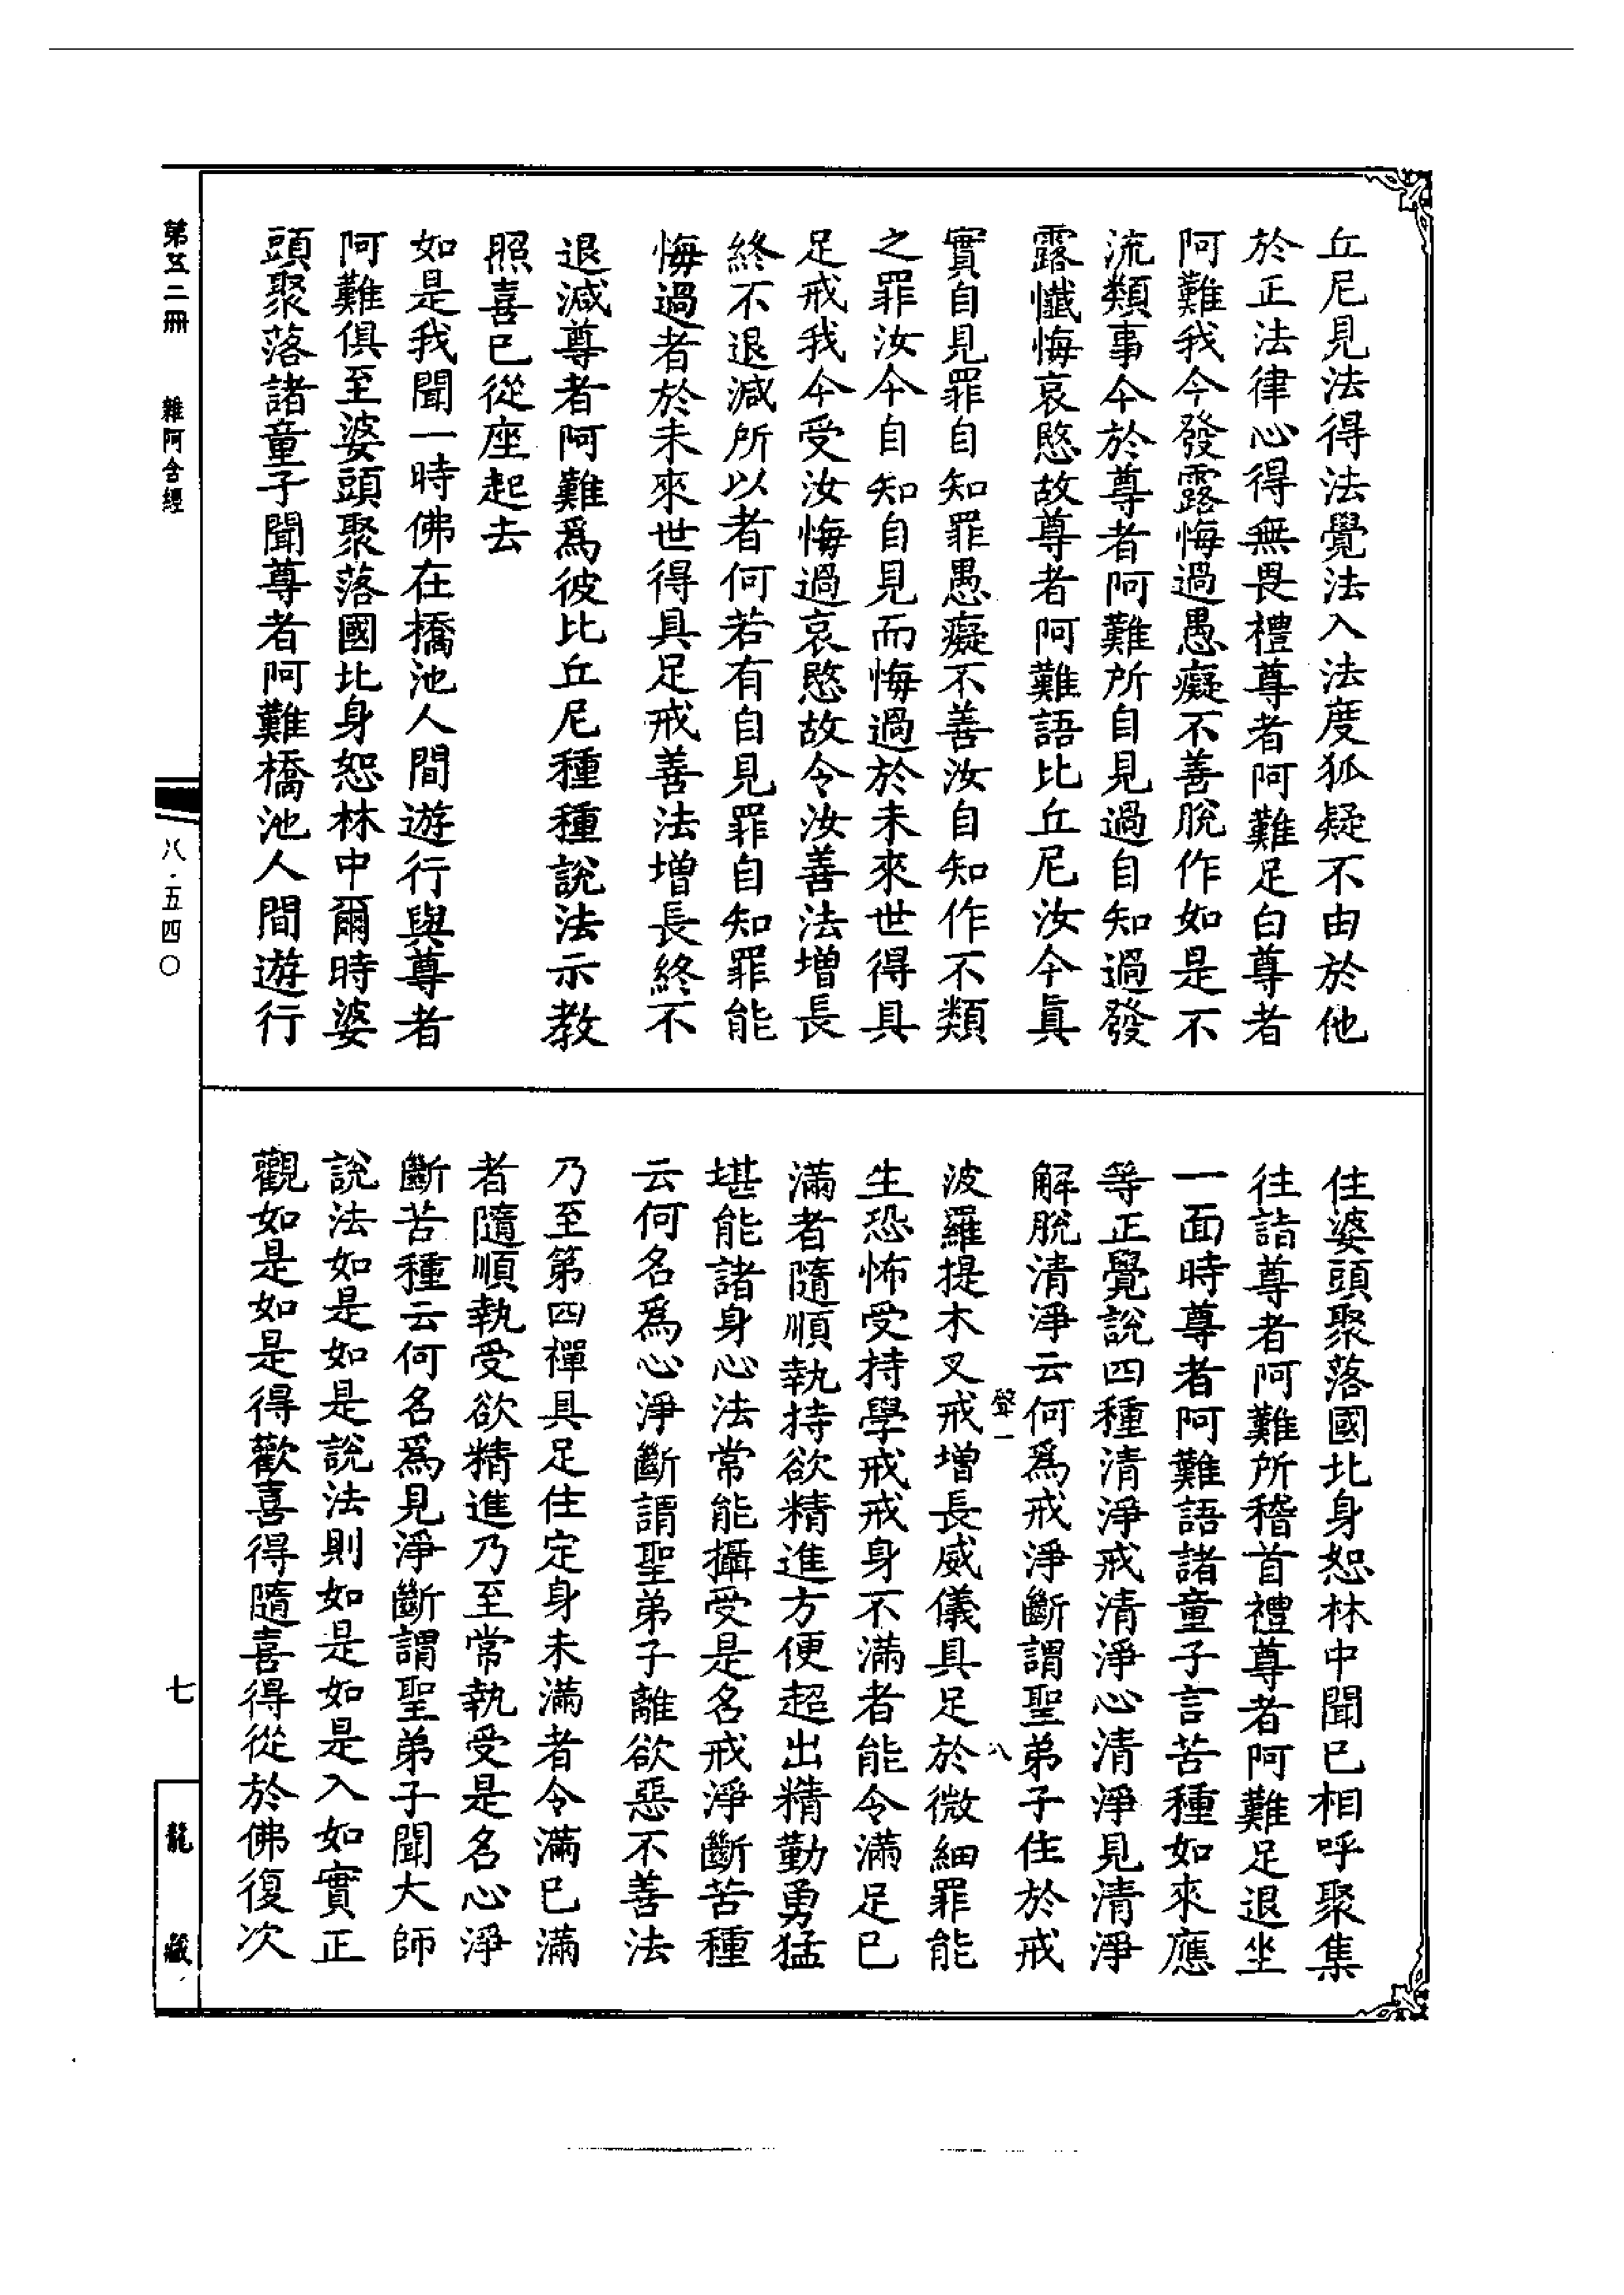 丘尼見法得法覺法入法度狐疑不由於他
於正法律心得無畏禮尊者阿難足白尊者
阿難我今發露悔過愚癡不善脫作如是不
流類事今於尊者阿難所自見過自知過發
露懺悔哀愍故尊者阿難語比丘尼汝今眞
實自見罪自知罪愚癡不善汝自知作不類
之罪汝今自知自見而悔過於未來世得具
足戒我今受汝悔過哀愍故令汝善法增長
終不退減所以者何若有自見罪自知罪能
悔過者於未來世得具足戒善法增長終不
退減尊者阿難爲彼比丘尼種種說法示教
照喜已從座起去
如是我聞一時佛在橋池人間遊行與尊者
阿難俱至婆頭聚落國北身恕林中爾時婆
頭聚落諸童子聞尊者阿難橋池人間遊行
住婆頭聚落國北身恕林中聞已相呼聚集
往詣尊者阿難所稽首禮尊者阿難足退坐
一面時尊者阿難語諸童子言苦種如來應
等正覺說四種清淨戒清淨心清淨見清淨
解脫清淨云何爲戒淨斷謂聖弟子住於戒
聲一 八
波羅提木叉戒增長威儀具足於微細罪能
生恐怖受持學戒戒身不滿者能令滿足已
滿者隨順執持欲精進方便超出精勤勇猛
堪能諸身心法常能攝受是名戒淨斷苦種
云何名爲心淨斷謂聖弟子離欲惡不善法
乃至第四禪具足住定身未滿者令滿已滿
者隨順執受欲精進乃至常執受是名心淨
斷苦種云何名爲見淨斷謂聖弟子聞大師
說法如是如是說法則如是如是入如實正
觀如是如是得歡喜得隨喜得從於佛復次
第五二冊 雜阿含經
八·五四〇
七
龍藏